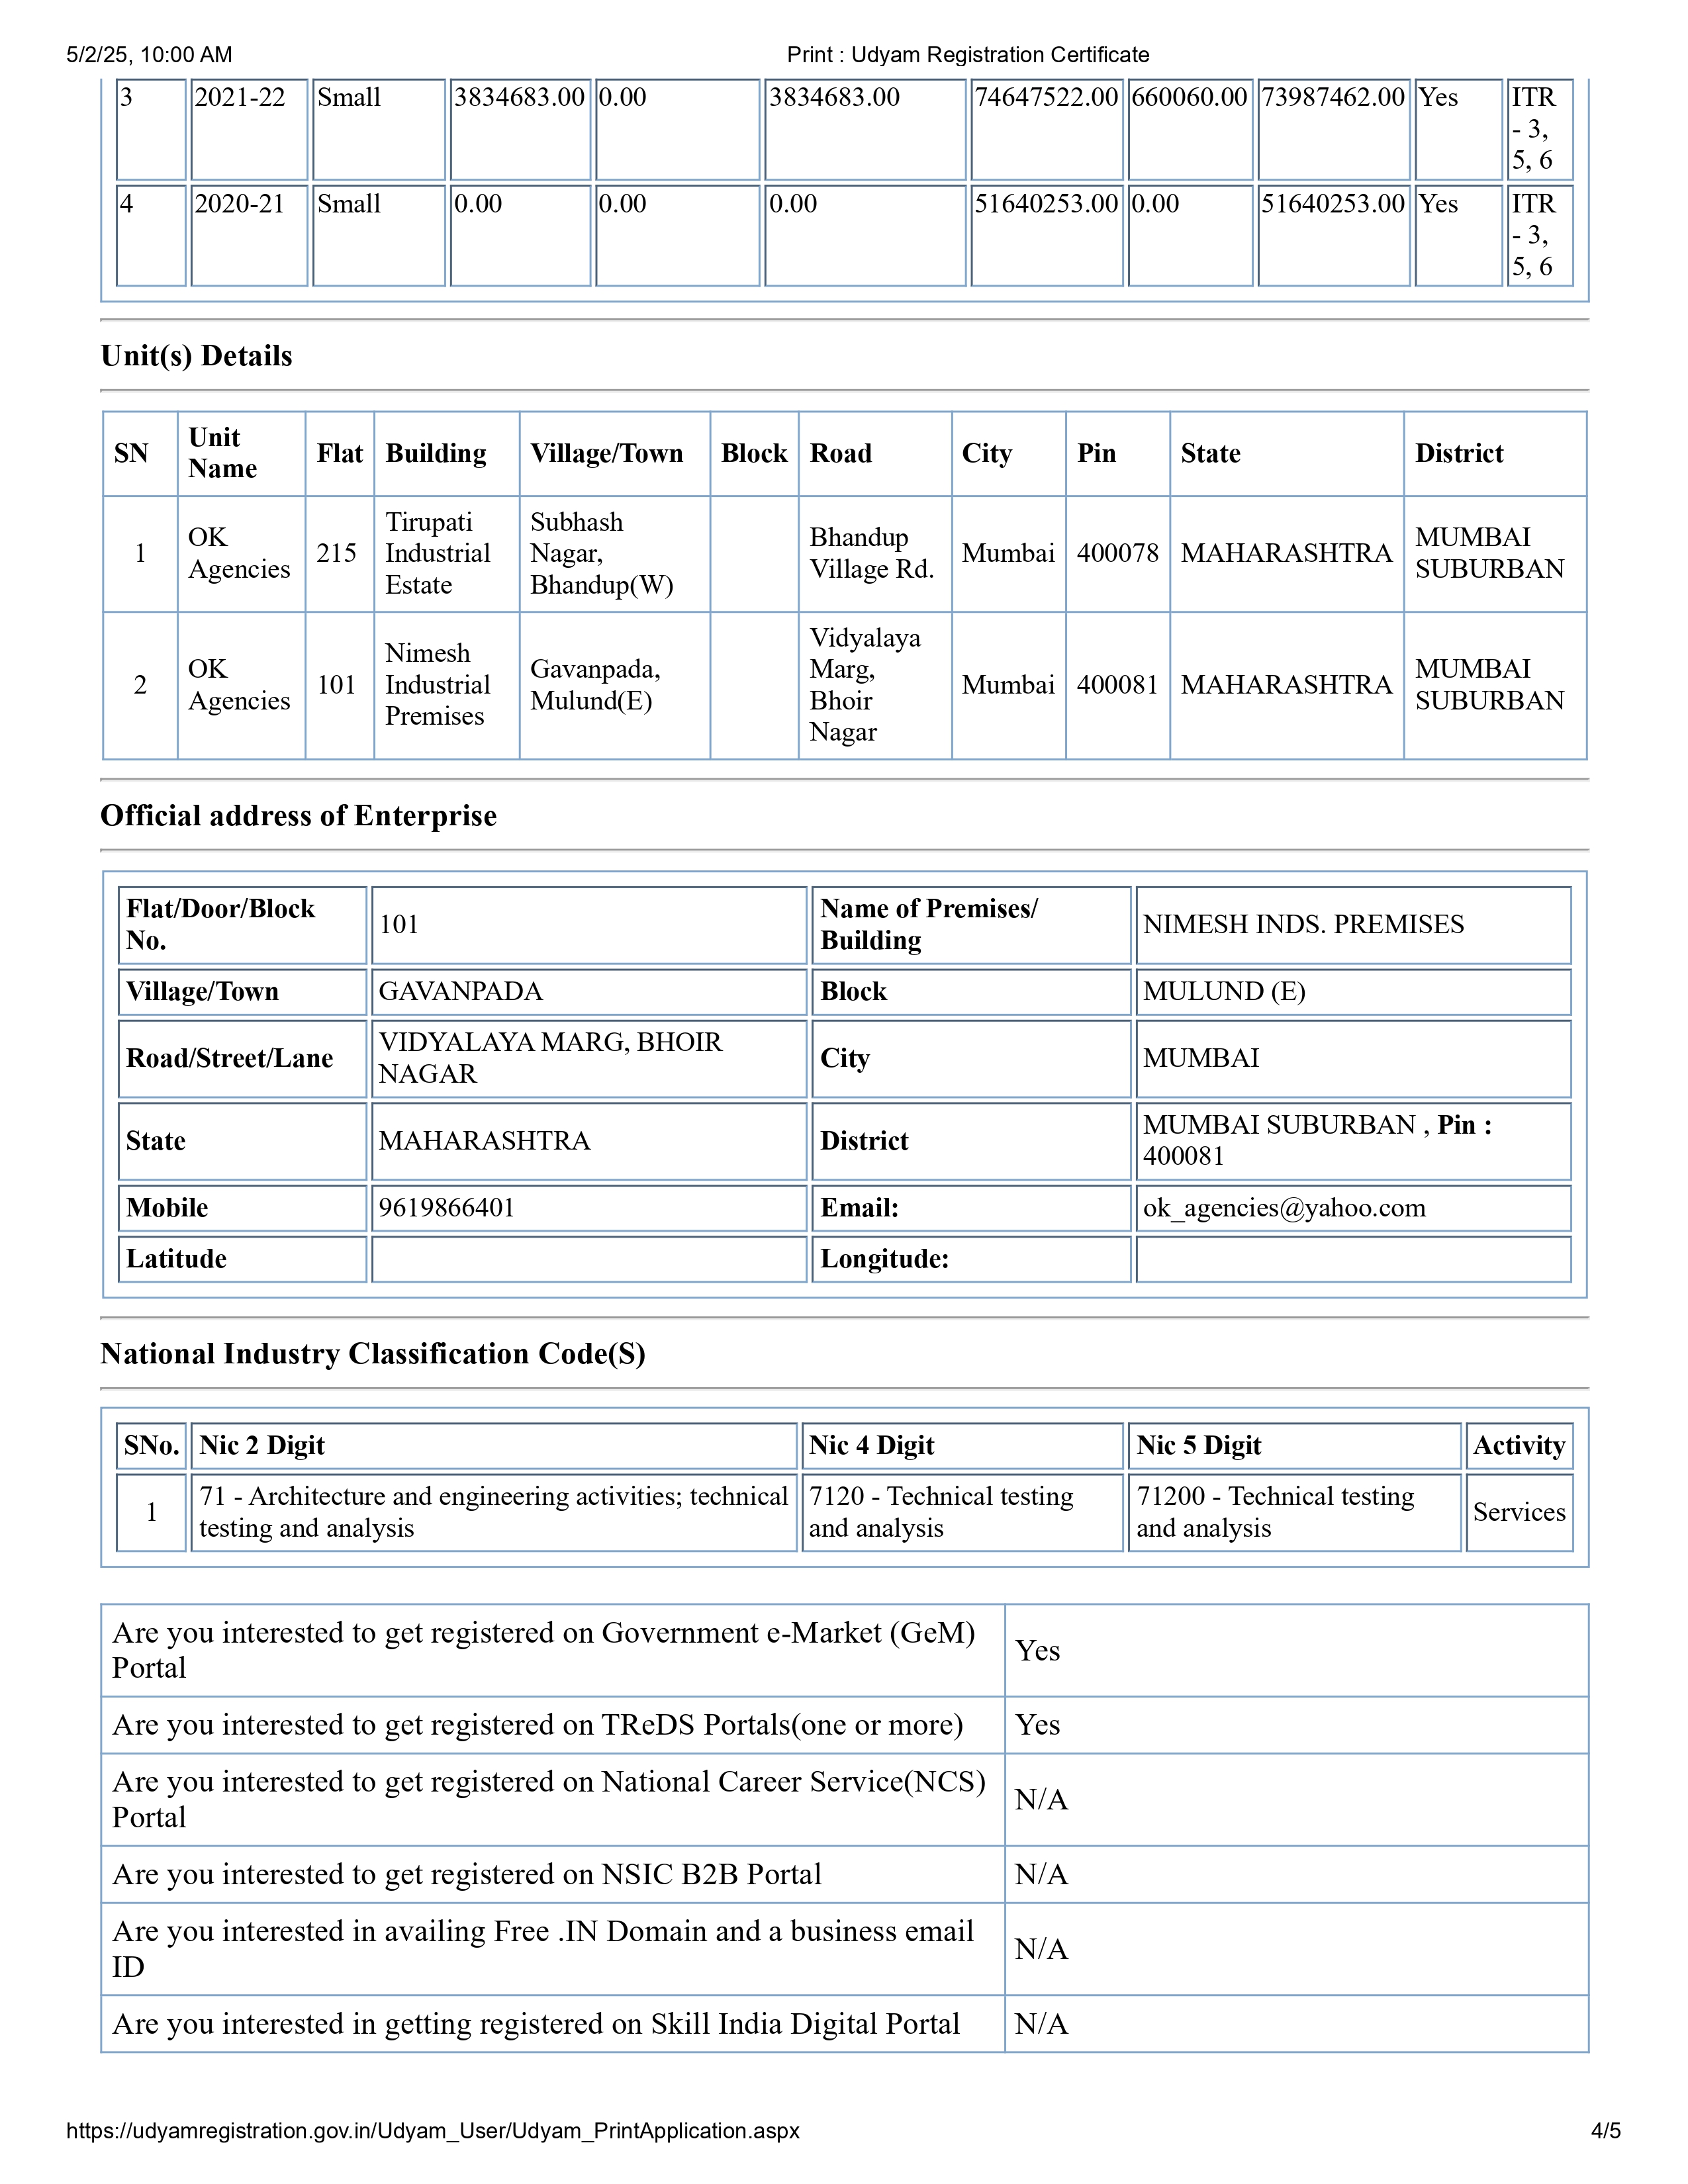 5/2/25, 10:00 AM Print : Udyam Registration Certificate
3 2021-22 Small 3834683.00 0.00 3834683.00 74647522.00 660060.00 73987462.00 Yes ITR
- 3,
5, 6
4 2020-21 Small 0.00 0.00 0.00 51640253.00 0.00 51640253.00 Yes ITR
- 3,
5, 6
Unit(s) Details
SN Unit Name Flat Building Village/Town Block Road City Pin State District
1 OK Agencies 215 Tirupati Industrial Estate Subhash Nagar, Bhandup(W) Bhandup Village Rd. Mumbai 400078 MAHARASHTRA MUMBAI SUBURBAN
2 OK Agencies 101 Nimesh Industrial Premises Gavanpada, Mulund(E) Vidyalaya Marg, Bhoir Nagar Mumbai 400081 MAHARASHTRA MUMBAI SUBURBAN
Official address of Enterprise
Flat/Door/Block No. 101 Name of Premises/ Building NIMESH INDS. PREMISES
Village/Town GAVANPADA Block MULUND (E)
Road/Street/Lane VIDYALAYA MARG, BHOIR NAGAR City MUMBAI
State MAHARASHTRA District MUMBAI SUBURBAN , Pin : 400081
Mobile 9619866401 Email: ok_agencies@yahoo.com
Latitude Longitude:
National Industry Classification Code(S)
SNo. Nic 2 Digit Nic 4 Digit Nic 5 Digit Activity
1 71 - Architecture and engineering activities; technical testing and analysis 7120 - Technical testing and analysis 71200 - Technical testing and analysis Services
Are you interested to get registered on Government e-Market (GeM)
Portal Yes
Are you interested to get registered on TReDS Portals(one or more) Yes
Are you interested to get registered on National Career Service(NCS)
Portal N/A
Are you interested to get registered on NSIC B2B Portal N/A
Are you interested in availing Free .IN Domain and a business email
ID N/A
Are you interested in getting registered on Skill India Digital Portal N/A
https://udyamregistration.gov.in/Udyam_User/Udyam_PrintApplication.aspx 4/5